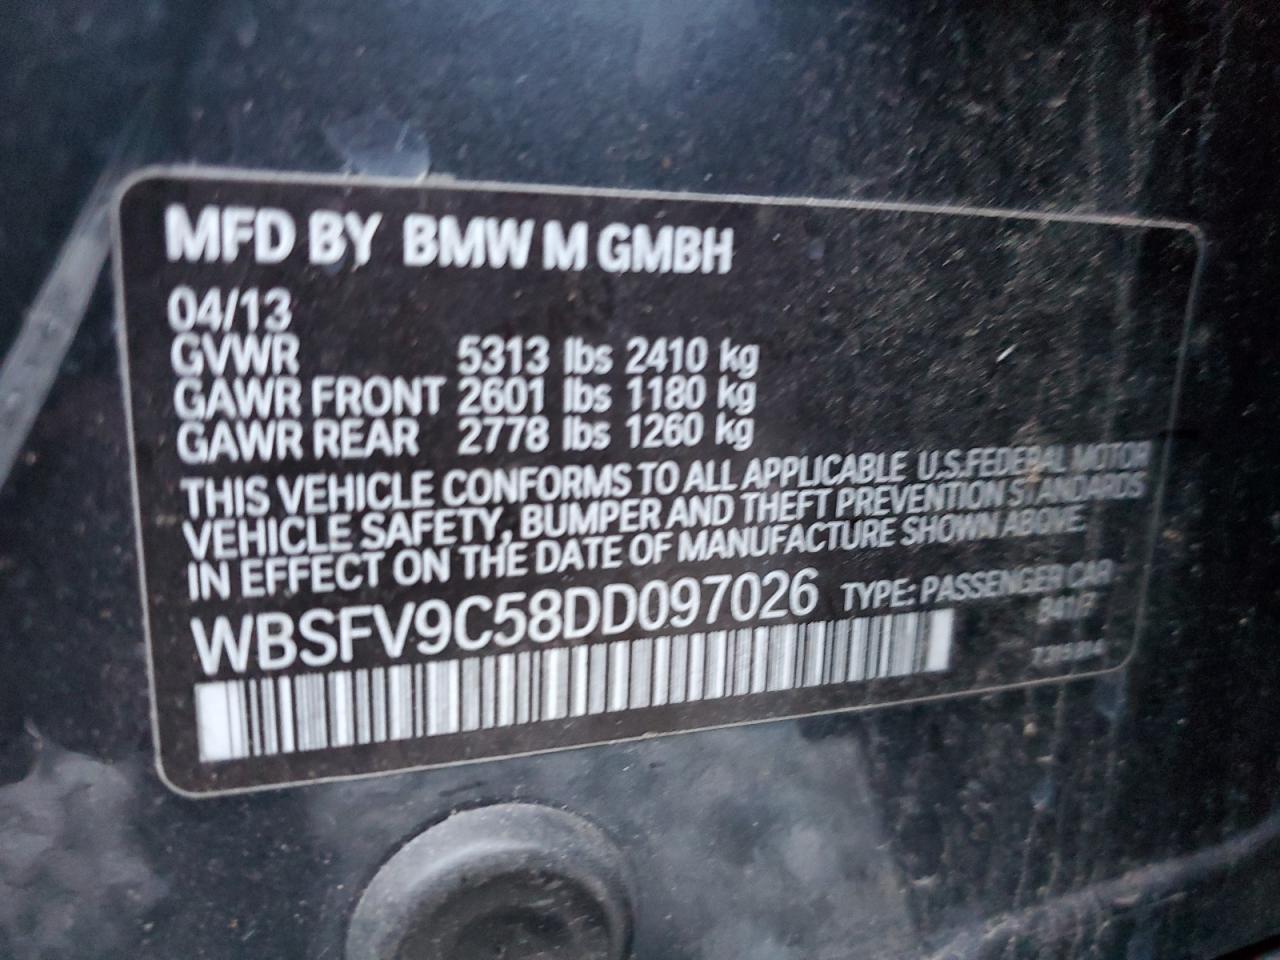 MFD BY BMW M GMBH
04/13
GVWR 5313 lbs 2410 kg
GAWR FRONT 2601 lbs 1180 kg
GAWR REAR 2778 lbs 1260 kg
THIS VEHICLE CONFORMS TO ALL APPLICABLE U.S.FEDERAL MOTOR
VEHICLE SAFETY, BUMPER AND THEFT PREVENTION STANDARDS
IN EFFECT ON THE DATE OF MANUFACTURE SHOWN ABOVE.
WBSFV9C58DD097026 TYPE: PASSENGER CAR